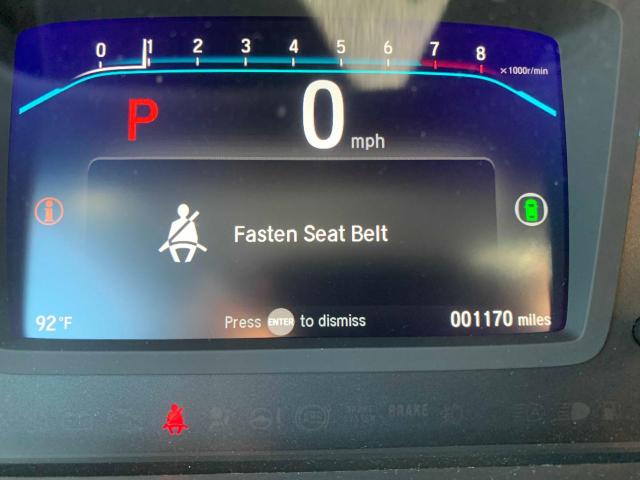 0 1 2 3 4 5 6 7 8
x1000r/min
P 0 mph
i
Fasten Seat Belt
92°F Press ENTER to dismiss 001170 miles
BRAKE